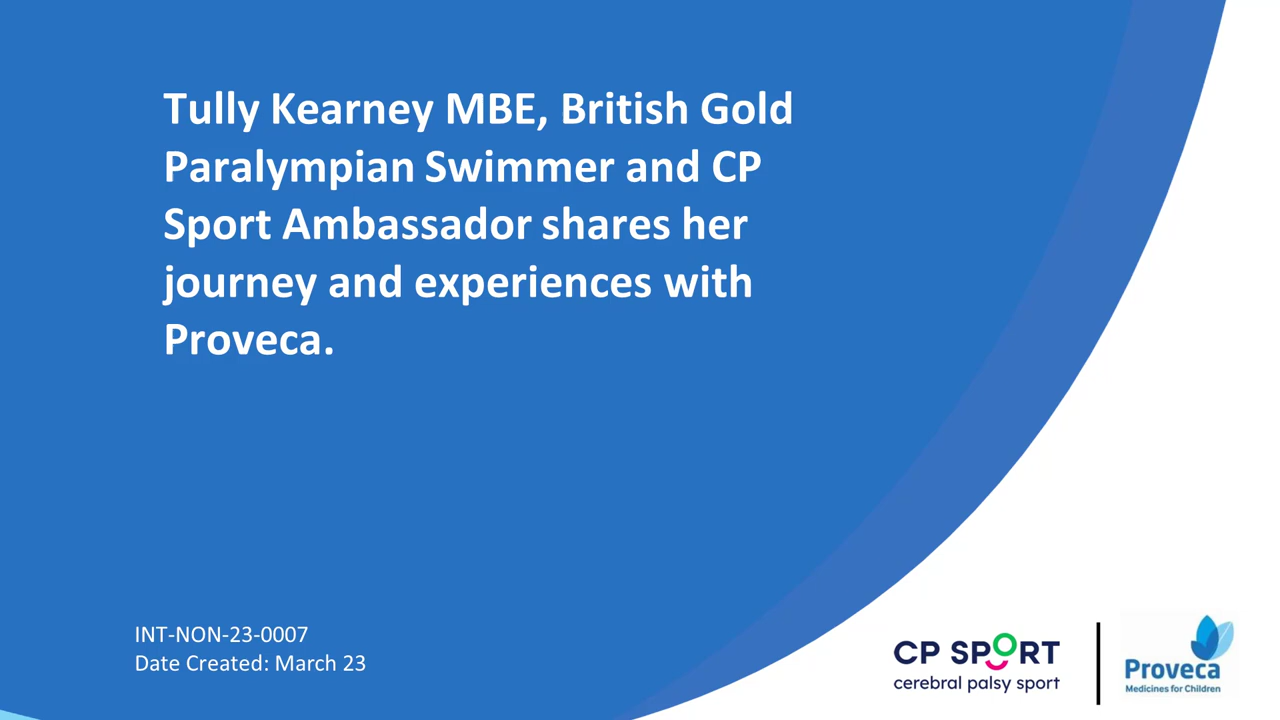 Tully Kearney MBE, British Gold
Paralympian Swimmer and CP
Sport Ambassador shares her
journey and experiences with
Proveca.
INT-NON-23-0007
Date Created: March 23
CP SPORT
cerebral palsy sport
Proveca
Medicines for Children